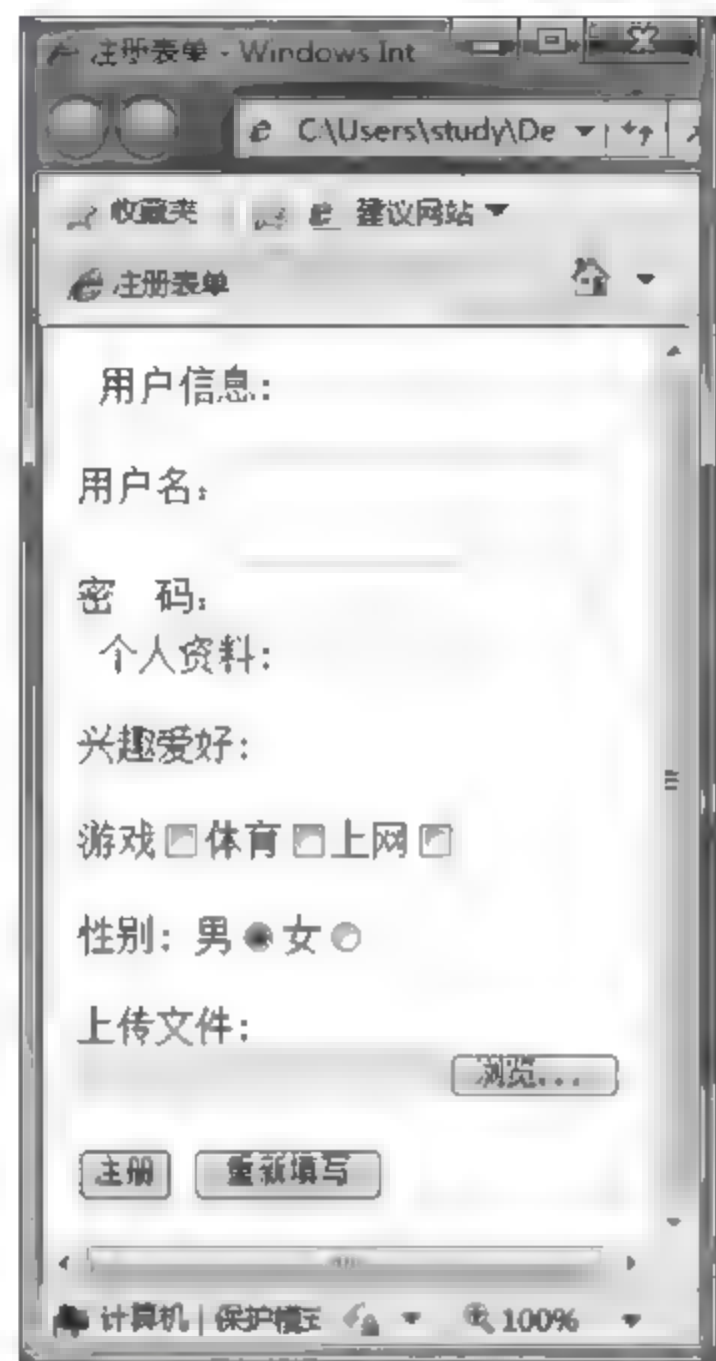 注册表单 - Windows Int
C:\Users\study\De
收藏夹 建议网站
注册表单
用户信息:
用户名:
密 码:
个人资料:
兴趣爱好:
游戏 体育 上网
性别: 男 女
上传文件:
浏览...
注册 重新填写
计算机 | 保护模式 100%